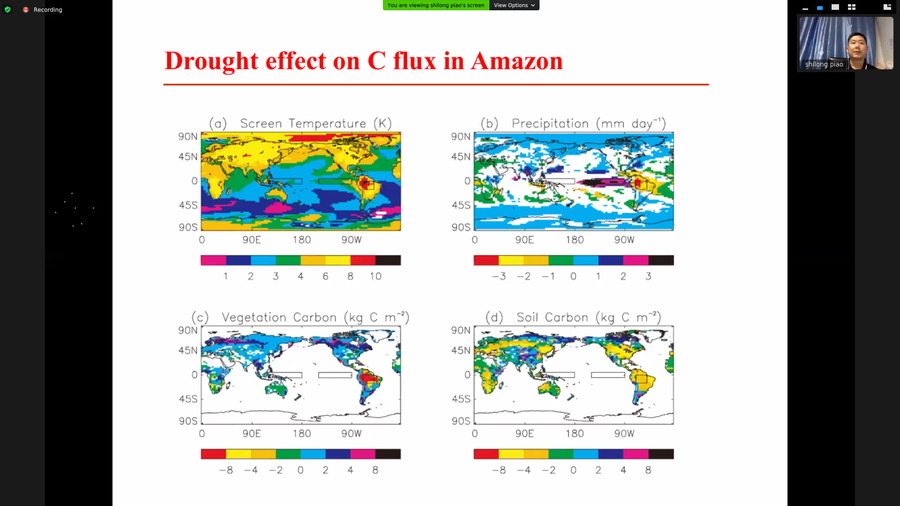 Recording
You are viewing shilong piao's screen
View Options
shilong piao
Drought effect on C flux in Amazon
(a) Screen Temperature (K)
90N
45N
0
45S
90S
0 90E 180 90W
1 2 3 4 6 8 10
(b) Precipitation (mm day⁻¹)
90N
45N
0
45S
90S
0 90E 180 90W
−3 −2 −1 0 1 2 3
(c) Vegetation Carbon (kg C m⁻²)
90N
45N
0
45S
90S
0 90E 180 90W
−8 −4 −2 0 2 4 8
(d) Soil Carbon (kg C m⁻²)
90N
45N
0
45S
90S
0 90E 180 90W
−8 −4 −2 0 2 4 8